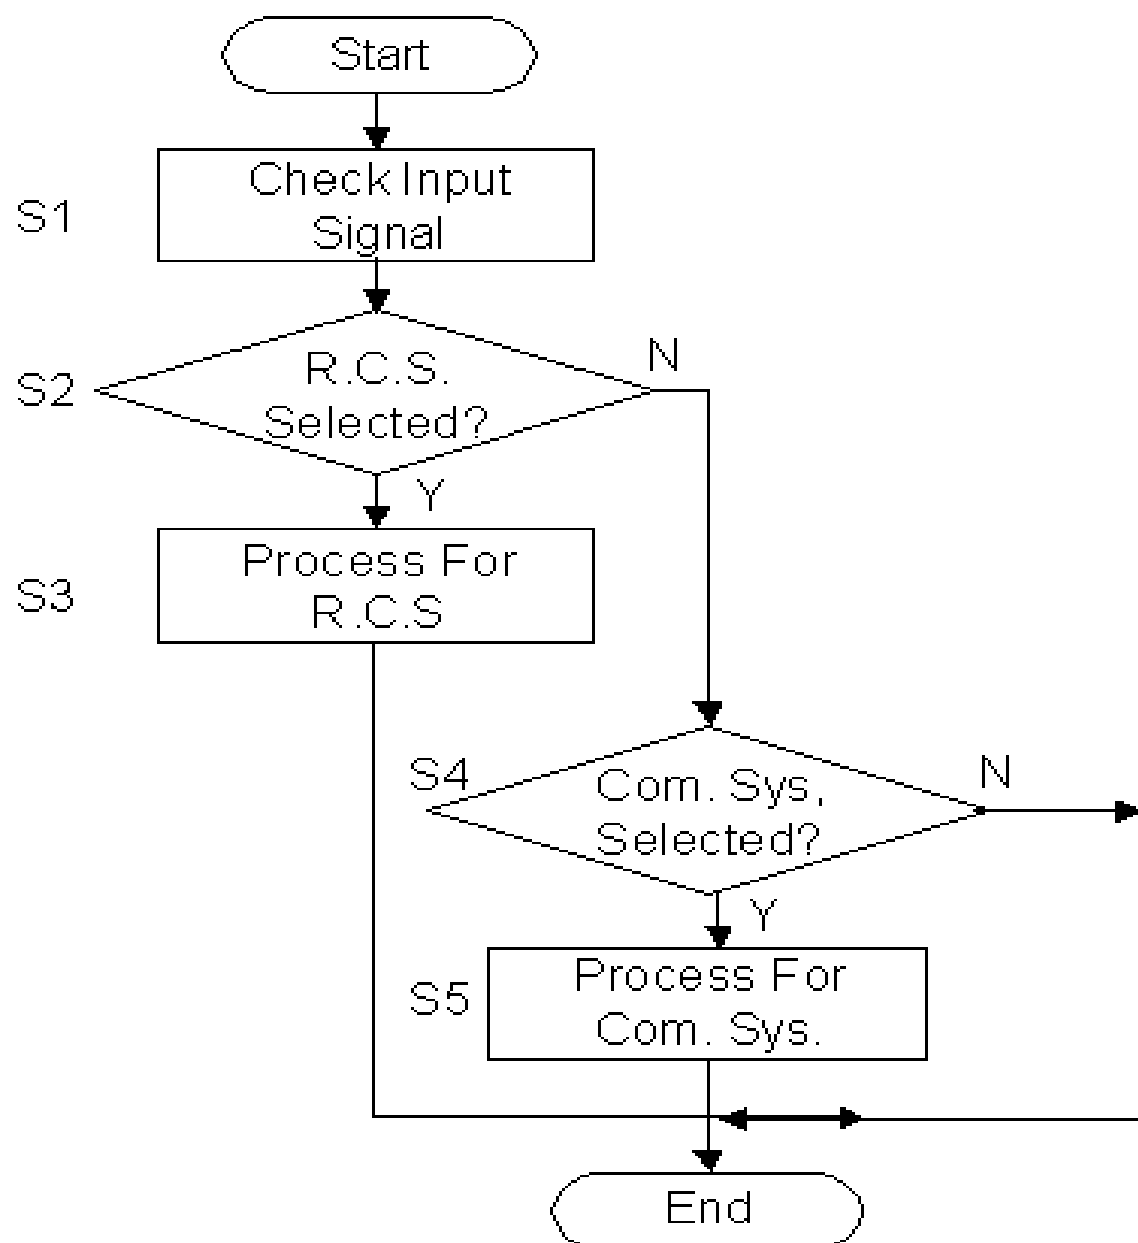 Start
S1
Check Input
Signal
S2
R.C.S.
Selected?
N
Y
S3
Process For
R.C.S
S4
Com. Sys,
Selected?
N
Y
S5
Process For
Com. Sys.
End